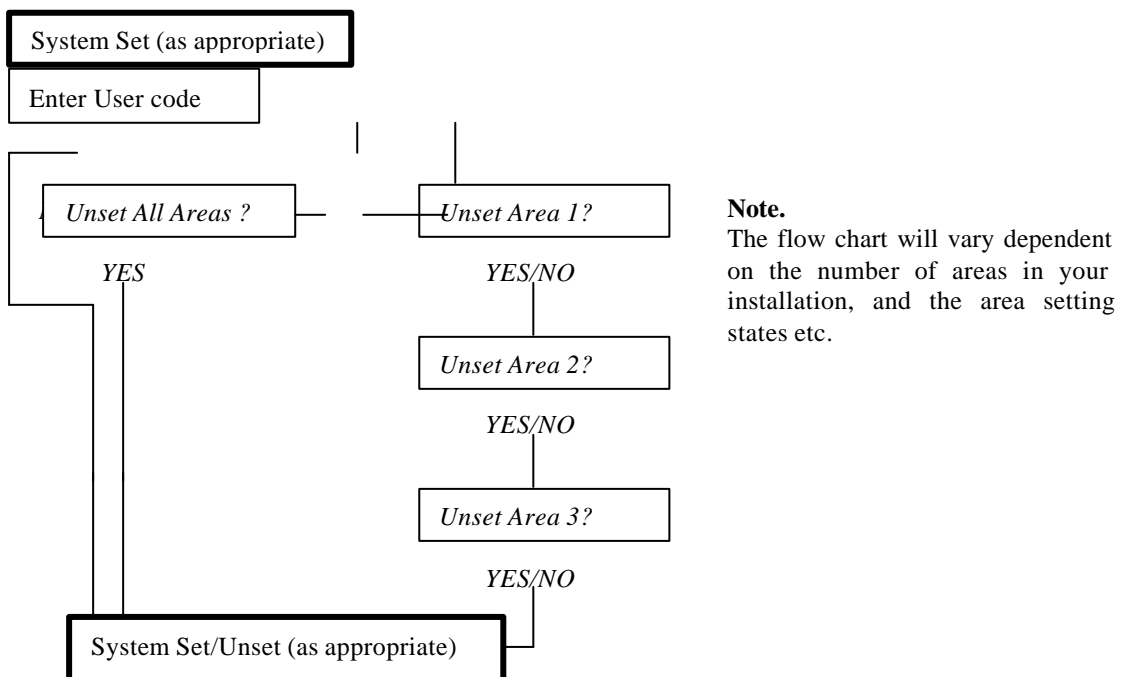 System Set (as appropriate)
Enter User code
Unset All Areas ?
Unset Area 1?
YES
YES/NO
Unset Area 2?
YES/NO
Unset Area 3?
YES/NO
System Set/Unset (as appropriate)
Note.
The flow chart will vary dependent
on the number of areas in your
installation, and the area setting
states etc.